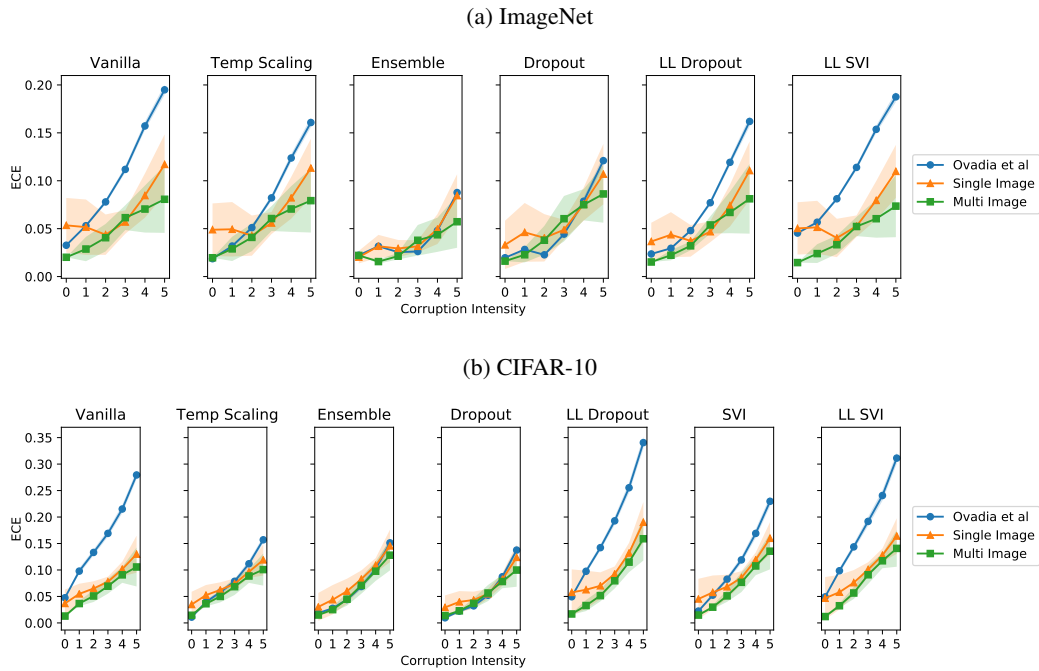 (a) ImageNet
Vanilla Temp Scaling Ensemble Dropout LL Dropout LL SVI
0.20
0.15
0.10
0.05
0.00
ECE
0 1 2 3 4 5 0 1 2 3 4 5 0 1 2 3 4 5 0 1 2 3 4 5 0 1 2 3 4 5 0 1 2 3 4 5
Corruption Intensity
Ovadia et al
Single Image
Multi Image
(b) CIFAR-10
Vanilla Temp Scaling Ensemble Dropout LL Dropout SVI LL SVI
0.35
0.30
0.25
0.20
0.15
0.10
0.05
0.00
ECE
0 1 2 3 4 5 0 1 2 3 4 5 0 1 2 3 4 5 0 1 2 3 4 5 0 1 2 3 4 5 0 1 2 3 4 5 0 1 2 3 4 5
Corruption Intensity
Ovadia et al
Single Image
Multi Image